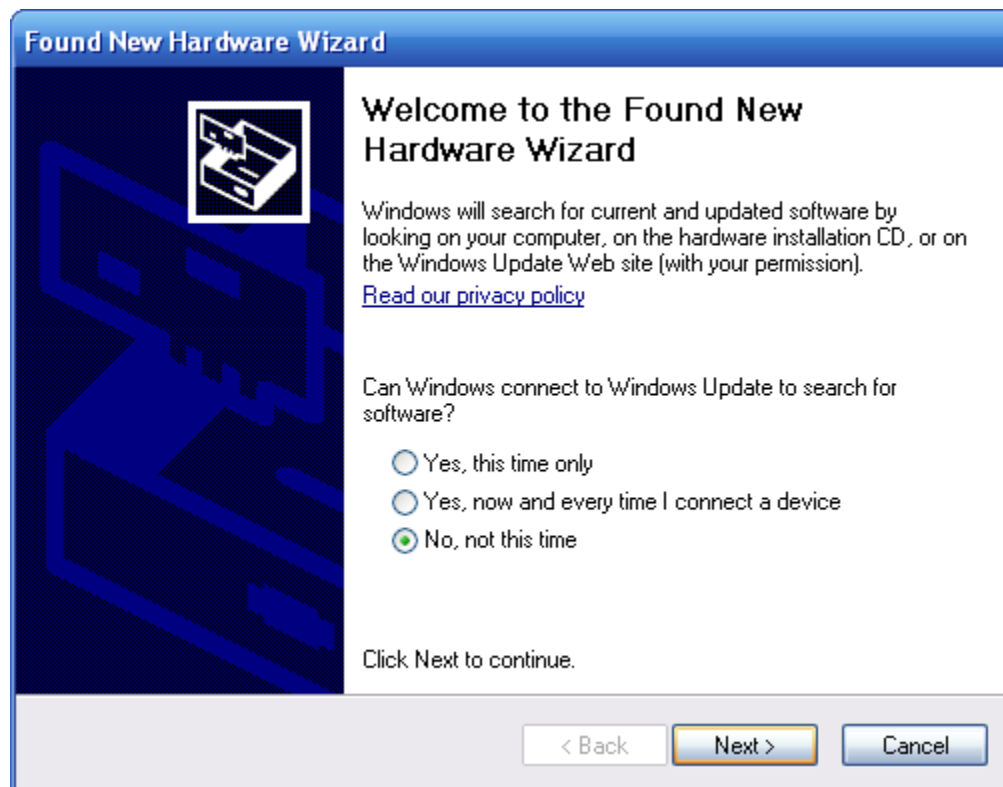 Found New Hardware Wizard
Welcome to the Found New
Hardware Wizard
Windows will search for current and updated software by
looking on your computer, on the hardware installation CD, or on
the Windows Update Web site (with your permission).
Read our privacy policy
Can Windows connect to Windows Update to search for
software?
Yes, this time only
Yes, now and every time I connect a device
No, not this time
Click Next to continue.
< Back
Next >
Cancel